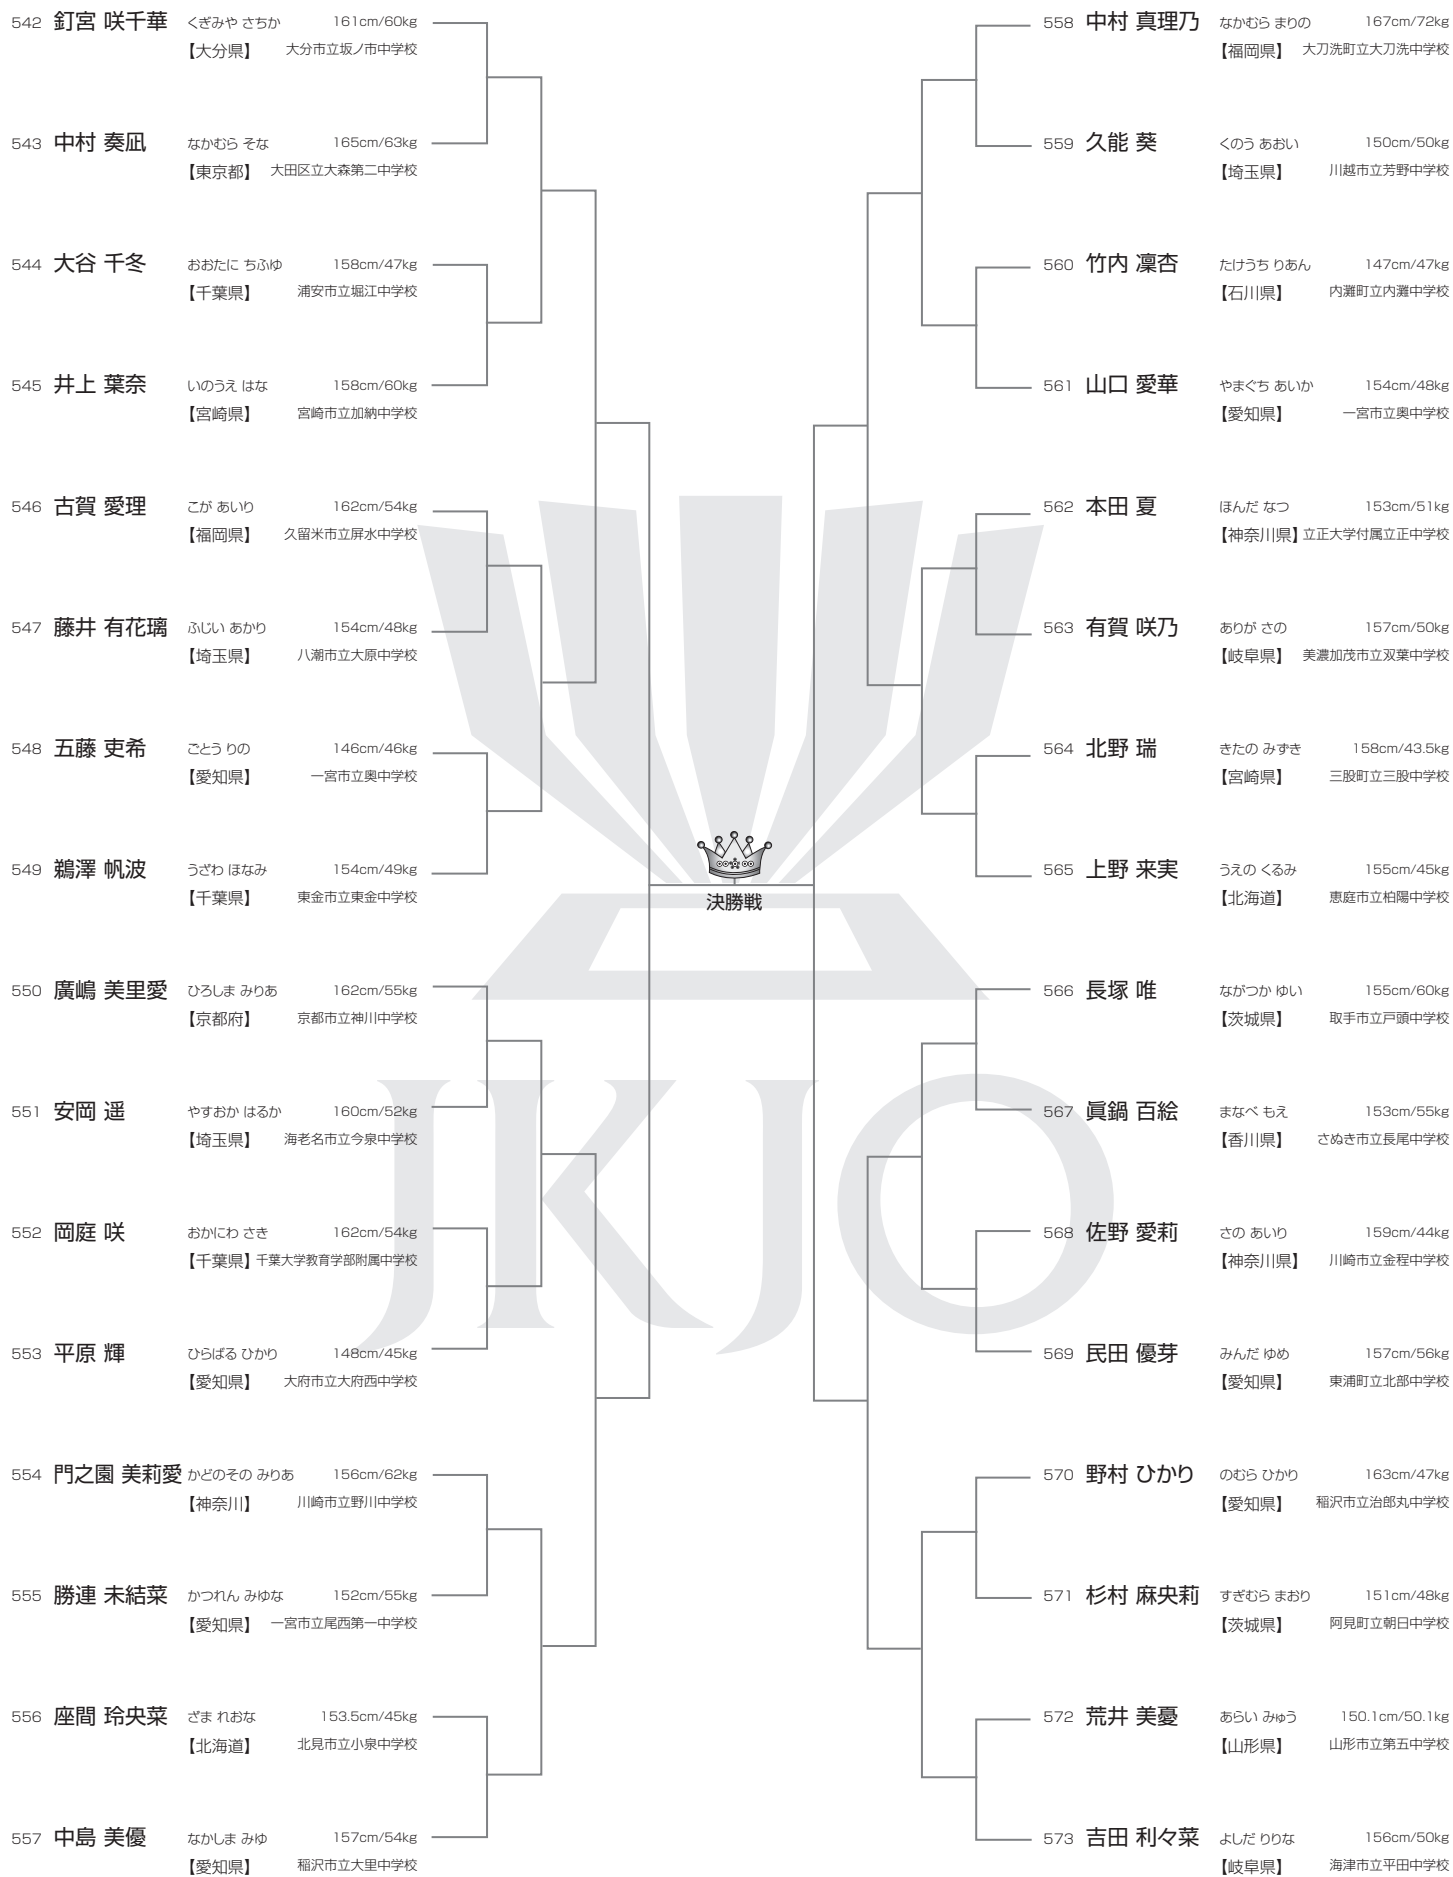 542 釘宮 咲千華 くぎみや さちか 161cm/60kg
【大分県】 大分市立坂ノ市中学校
543 中村 奏凪 なかむら そな 165cm/63kg
【東京都】 大田区立大森第二中学校
544 大谷 千冬 おおたに ちふゆ 158cm/47kg
【千葉県】 浦安市立堀江中学校
545 井上 葉奈 いのうえ はな 158cm/60kg
【宮崎県】 宮崎市立加納中学校
546 古賀 愛理 こが あいり 162cm/54kg
【福岡県】 久留米市立屏水中学校
547 藤井 有花璃 ふじい あかり 154cm/48kg
【埼玉県】 八潮市立大原中学校
548 五藤 吏希 ごとう りの 146cm/46kg
【愛知県】 一宮市立奥中学校
549 鵜澤 帆波 うざわ ほなみ 154cm/49kg
【千葉県】 東金市立東金中学校
550 廣嶋 美里愛 ひろしま みりあ 162cm/55kg
【京都府】 京都市立神川中学校
551 安岡 遥 やすおか はるか 160cm/52kg
【埼玉県】 海老名市立今泉中学校
552 岡庭 咲 おかにわ さき 162cm/54kg
【千葉県】 千葉大学教育学部附属中学校
553 平原 輝 ひらばる ひかり 148cm/45kg
【愛知県】 大府市立大府西中学校
554 門之園 美莉愛 かどのその みりあ 156cm/62kg
【神奈川】 川崎市立野川中学校
555 勝連 未結菜 かつれん みゆな 152cm/55kg
【愛知県】 一宮市立尾西第一中学校
556 座間 玲央菜 ざま れおな 153.5cm/45kg
【北海道】 北見市立小泉中学校
557 中島 美優 なかしま みゆ 157cm/54kg
【愛知県】 稲沢市立大里中学校
決勝戦
JKJO
558 中村 真理乃 なかむら まりの 167cm/72kg
【福岡県】 大刀洗町立大刀洗中学校
559 久能 葵 くのう あおい 150cm/50kg
【埼玉県】 川越市立芳野中学校
560 竹内 凜杏 たけうち りあん 147cm/47kg
【石川県】 内灘町立内灘中学校
561 山口 愛華 やまぐち あいか 154cm/48kg
【愛知県】 一宮市立奥中学校
562 本田 夏 ほんだ なつ 153cm/51kg
【神奈川県】 立正大学付属立正中学校
563 有賀 咲乃 ありが さの 157cm/50kg
【岐阜県】 美濃加茂市立双葉中学校
564 北野 瑞 きたの みずき 158cm/43.5kg
【宮崎県】 三股町立三股中学校
565 上野 来実 うえの くるみ 155cm/45kg
【北海道】 恵庭市立柏陽中学校
566 長塚 唯 ながつか ゆい 155cm/60kg
【茨城県】 取手市立戸頭中学校
567 眞鍋 百絵 まなべ もえ 153cm/55kg
【香川県】 さぬき市立長尾中学校
568 佐野 愛莉 さの あいり 159cm/44kg
【神奈川県】 川崎市立金程中学校
569 民田 優芽 みんだ ゆめ 157cm/56kg
【愛知県】 東浦町立北部中学校
570 野村 ひかり のむら ひかり 163cm/47kg
【愛知県】 稲沢市立治郎丸中学校
571 杉村 麻央莉 すぎむら まおり 151cm/48kg
【茨城県】 阿見町立朝日中学校
572 荒井 美憂 あらい みゅう 150.1cm/50.1kg
【山形県】 山形市立第五中学校
573 吉田 利々菜 よしだ りりな 156cm/50kg
【岐阜県】 海津市立平田中学校